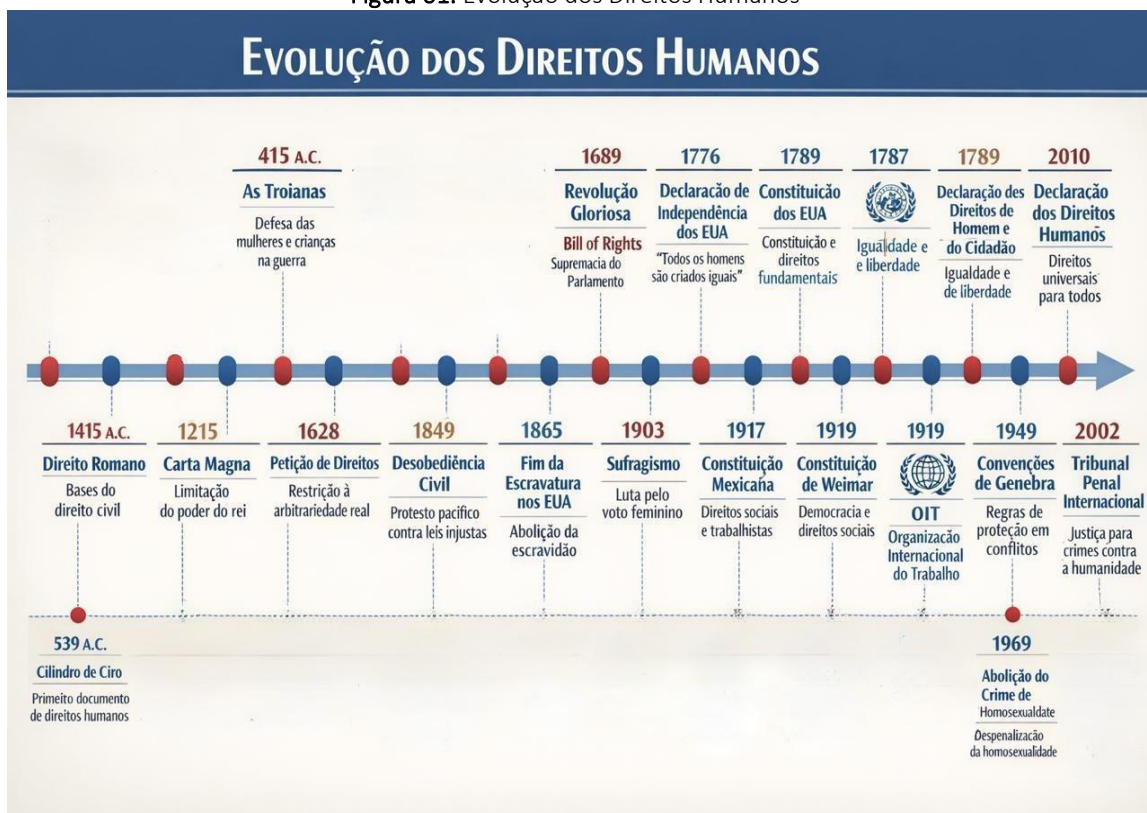 Figura 01: Evolução dos Direitos Humanos
EVOLUÇÃO DOS DIREITOS HUMANOS
415 A.C.
As Troianas
Defesa das
mulheres e crianças
na guerra
1689
Revolução
Gloriosa
Bill of Rights
Supremacia do
Parlamento
1776
Declaracão de
Independência
dos EUA
"Todos os homens
são criados iguais"
1789
Constituicão
dos EUA
Constituição e
direitos
fundamentais
1787
Igualdade e
e liberdade
1789
Declaração des
Direitos de
Homem e
do Cidadão
Igualdade e
de liberdade
2010
Declaração
dos Direitos
Humanos
Direitos
universais
para todos
1415 A.C.
Direito Romano
Bases do
direito civil
1215
Carta Magna
Limitação
do poder do rei
1628
Petição de Direitos
Restrição à
arbitrariedade real
1849
Desobediência
Civil
Protesto pacifico
contra leis injustas
1865
Fim da
Escravatura
nos EUA
Abolição da
escravidão
1903
Sufragismo
Luta pelo
voto feminino
1917
Constituição
Mexicana
Direitos sociais
e trabalhistas
1919
Constituição
de Weimar
Democracia e
direitos sociais
1919
OIT
Organizacão
Internacional
do Trabalho
1949
Convenções
de Genebra
Regras de
proteção em
conflitos
2002
Tribunal
Penal
Internacional
Justiça para
crimes contra
a humanidade
539 A.C.
Cilindro de Ciro
Primeito documento
de direitos humanos
1969
Abolição do
Crime de
Homosexualdate
Despenalizacão
da homosexualidade